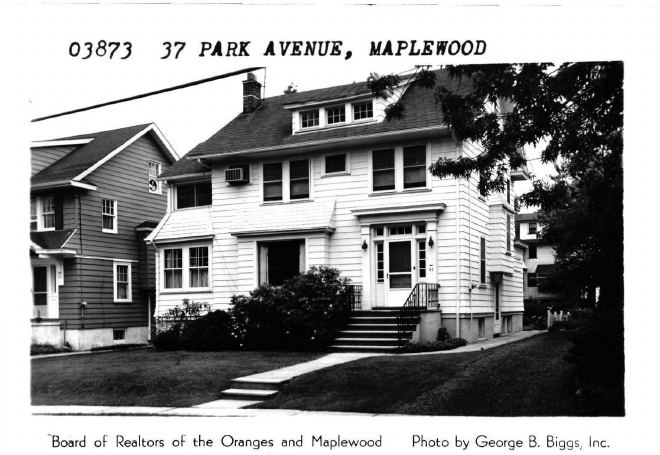 03873 37 PARK AVENUE, MAPLEWOOD
Board of Realtors of the Oranges and Maplewood Photo by George B. Biggs, Inc.